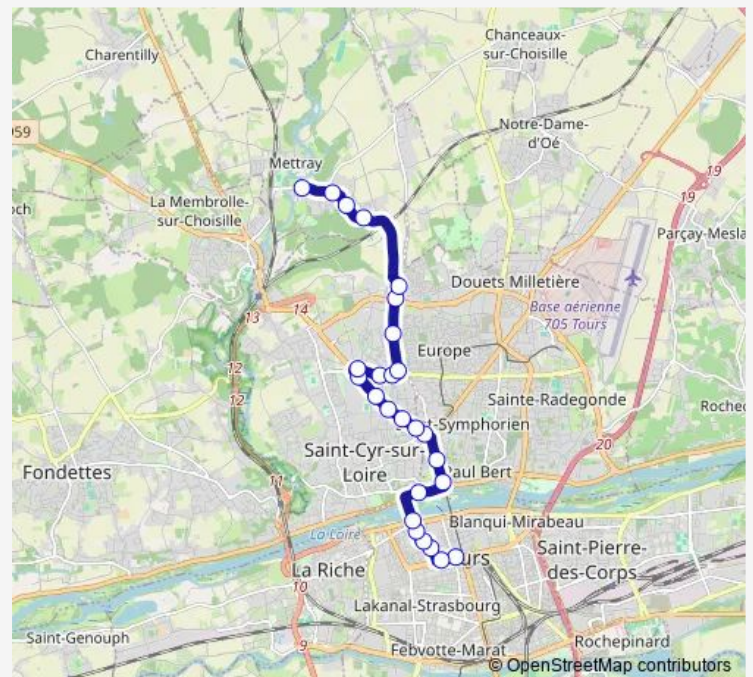 Chanceaux-
sur-Choisille
Charentilly
Notre-Dame-
d'Oé
959
Mettray
19
19
La Membrolle-
sur-Choisille
Parçay-Mesla
Douets Milletière
Base aérienne
705 Tours
13
14
Europe
12
12
Sainte-Radegonde
Roche
t-Symphorien
20
Saint-Cyr-sur-
Loire
Paul Bert
Fondettes
11
Blanqui-Mirabeau
La Loire
Saint-Pierre-
des-Corps
La Riche
urs
10
Lakanal-Strasbourg
Saint-Genouph
9
Febvotte-Marat
Rochepinard
© OpenStreetMap contributors